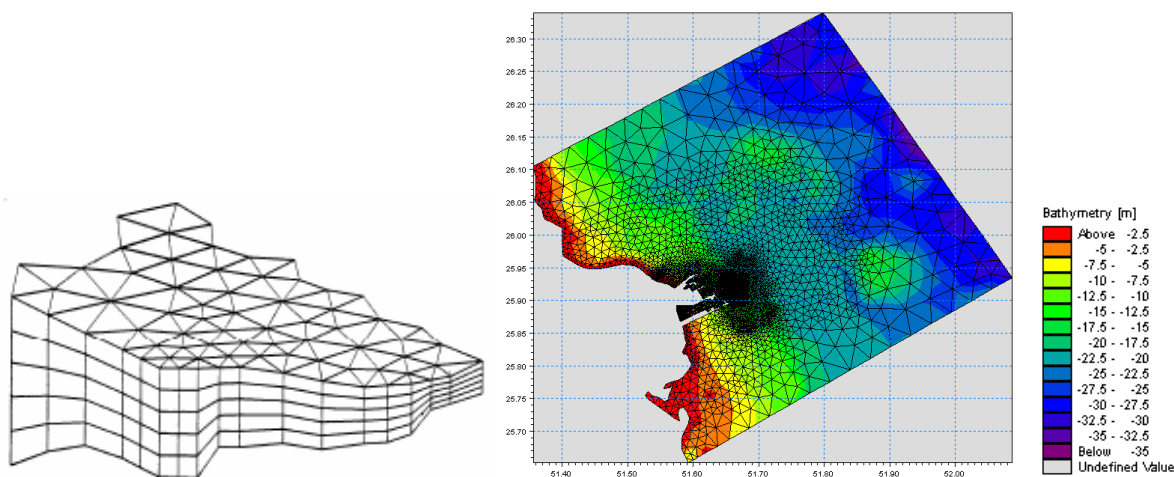 26.30
26.25
26.20
26.15
26.10
26.05
26.00
25.95
25.90
25.85
25.80
25.75
25.70
51.40 51.50 51.60 51.70 51.80 51.90 52.00
Bathymetry [m]
Above -2.5
-5 - -2.5
-7.5 - -5
-10 - -7.5
-12.5 - -10
-15 - -12.5
-17.5 - -15
-20 - -17.5
-22.5 - -20
-25 - -22.5
-27.5 - -25
-30 - -27.5
-32.5 - -30
-35 - -32.5
Below -35
Undefined Value